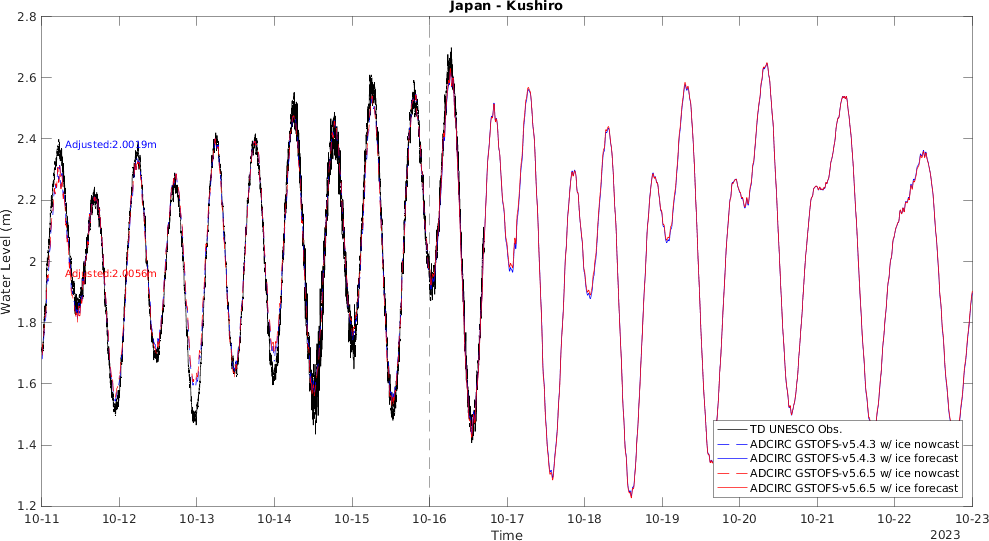 Japan - Kushiro
2.8
2.6
2.4
2.2
2
1.8
1.6
1.4
1.2
Water Level (m)
Adjusted:2.0019m
Adjusted:2.0056m
TD UNESCO Obs.
ADCIRC GSTOFS-v5.4.3 w/ ice nowcast
ADCIRC GSTOFS-v5.4.3 w/ ice forecast
ADCIRC GSTOFS-v5.6.5 w/ ice nowcast
ADCIRC GSTOFS-v5.6.5 w/ ice forecast
10-11 10-12 10-13 10-14 10-15 10-16 10-17 10-18 10-19 10-20 10-21 10-22 10-23
Time
2023